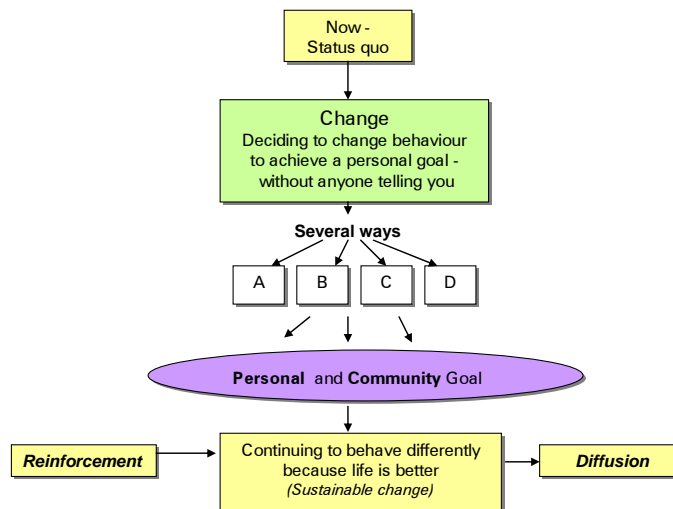 Now -
Status quo
Change
Deciding to change behaviour
to achieve a personal goal -
without anyone telling you
Several ways
A B C D
Personal and Community Goal
Reinforcement
Continuing to behave differently
because life is better
(Sustainable change)
Diffusion